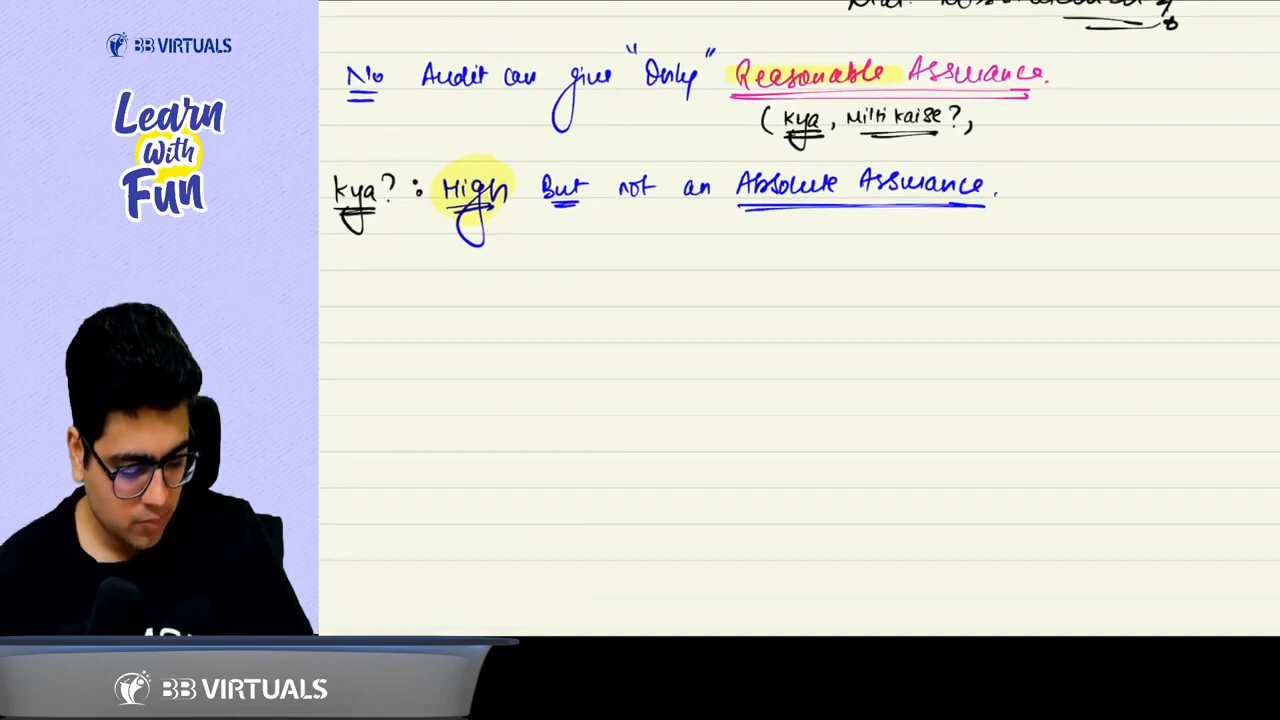 BB VIRTUALS
Learn
With
Fun
No Audit can give "Only" Reasonable Assurance.
(Kya, Milti kaise?,
Kya? : High But not an Absolute Assurance.
BB VIRTUALS